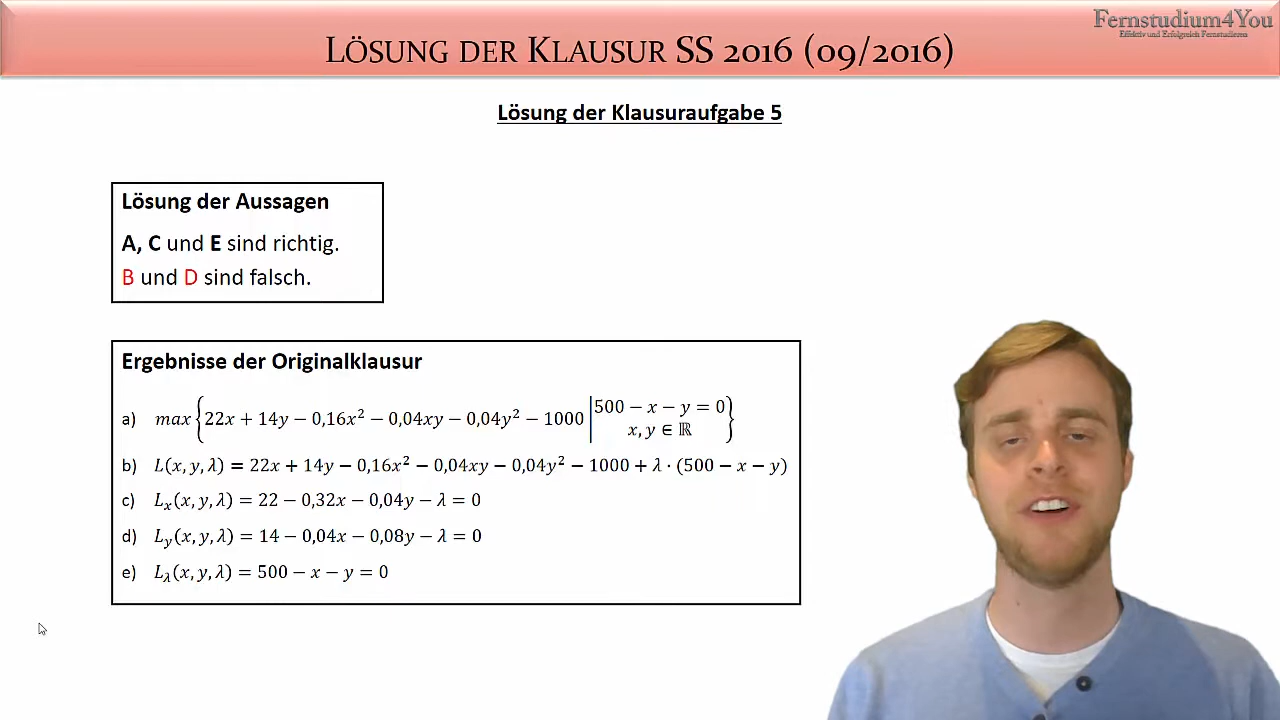 Fernstudium4You
Effektiv und Erfolgreich Fernstudieren
LÖSUNG DER KLAUSUR SS 2016 (09/2016)
Lösung der Klausuraufgabe 5
Lösung der Aussagen
A, C und E sind richtig.
B und D sind falsch.
Ergebnisse der Originalklausur
a) max{22x + 14y − 0,16x² − 0,04xy − 0,04y² − 1000 | 500 − x − y = 0
x, y ∈ ℝ}
b) L(x, y, λ) = 22x + 14y − 0,16x² − 0,04xy − 0,04y² − 1000 + λ · (500 − x − y)
c) Lₓ(x, y, λ) = 22 − 0,32x − 0,04y − λ = 0
d) L_y(x, y, λ) = 14 − 0,04x − 0,08y − λ = 0
e) L_λ(x, y, λ) = 500 − x − y = 0